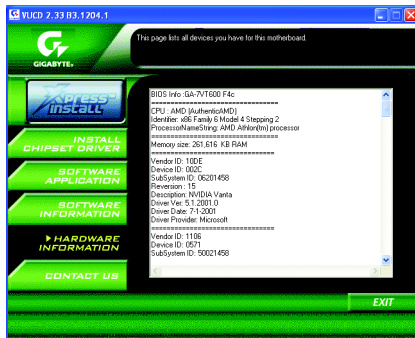 VUCD 2.33 B3.1204.1
GIGABYTE
This page lists all devices you have for this motherboard.
Xpress
Install
INSTALL
CHIPSET DRIVER
SOFTWARE
APPLICATION
SOFTWARE
INFORMATION
HARDWARE
INFORMATION
CONTACT US
BIOS Info :GA-7VT600 F4c
================================
CPU : AMD (AuthenticAMD)
Identifier: x86 Family 6 Model 4 Stepping 2
ProcessorNameString: AMD Athlon(tm) processor
================================
Memory size: 261,616 KB RAM
================================
Vendor ID: 10DE
Device ID: 002C
SubSystem ID: 06201458
Reversion : 15
Description: NVIDIA Vanta
Driver Ver: 5.1.2001.0
Driver Date: 7-1-2001
Driver Provider: Microsoft
================================
Vendor ID: 1106
Device ID: 0571
SubSystem ID: 50021458
EXIT